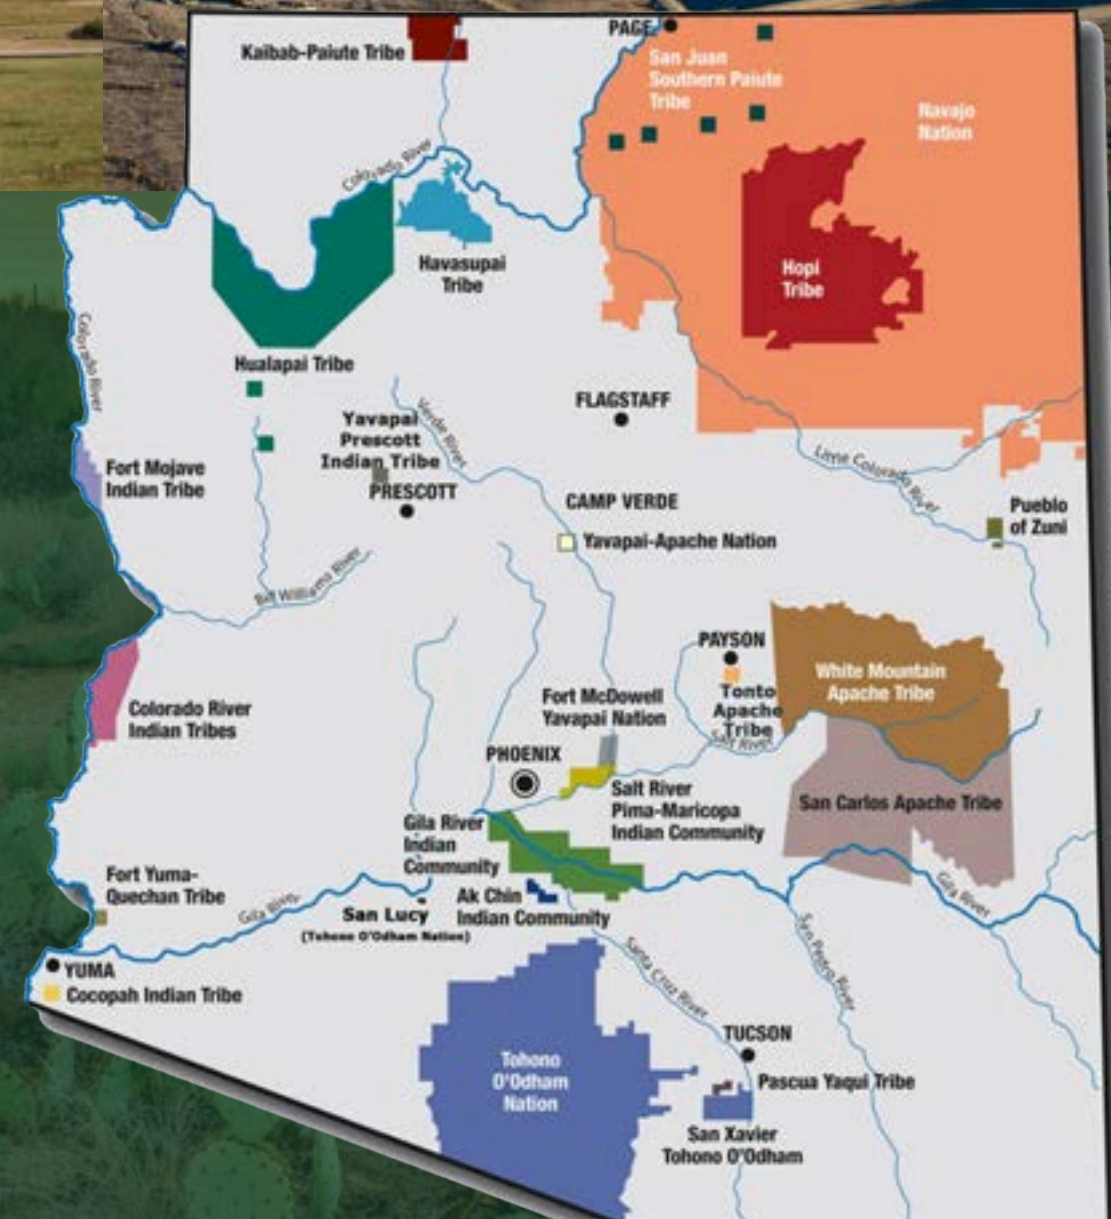 PAGE
Kaibab-Paiute Tribe
San Juan
Southern Paiute
Tribe
Navajo
Nation
Colorado River
Havasupai
Tribe
Hopi
Tribe
Colorado River
Hualapai Tribe
FLAGSTAFF
Yavapai
Prescott
Indian Tribe
Verde River
PRESCOTT
Fort Mojave
Indian Tribe
Little Colorado River
CAMP VERDE
Yavapai-Apache Nation
Pueblo
of Zuni
Bill Williams River
PAYSON
Tonto
Apache
Tribe
White Mountain
Apache Tribe
Colorado River
Indian Tribes
Fort McDowell
Yavapai Nation
Salt River
PHOENIX
Salt River
Pima-Maricopa
Indian Community
San Carlos Apache Tribe
Gila River
Indian
Community
Fort Yuma-
Quechan Tribe
Gila River
Ak Chin
Indian Community
San Lucy
(Tohono O'Odham Nation)
Gila River
San Pedro River
Santa Cruz River
YUMA
Cocopah Indian Tribe
TUCSON
Tohono
O'Odham
Nation
Pascua Yaqui Tribe
San Xavier
Tohono O'Odham